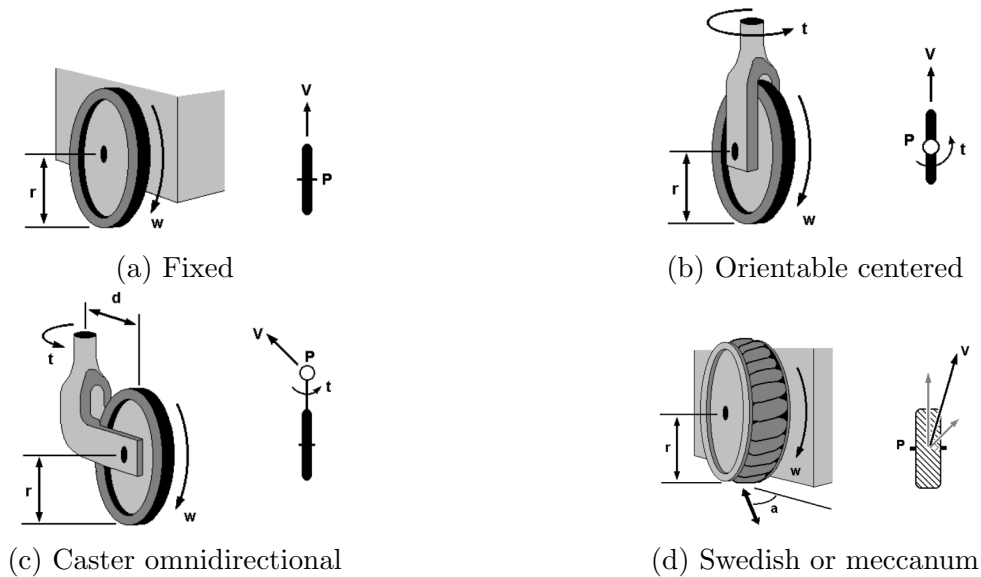 V
r
P
w
(a) Fixed
t
V
P
t
r
w
(b) Orientable centered
d
t
V
P
t
r
w
(c) Caster omnidirectional
V
r
P
w
a
(d) Swedish or meccanum